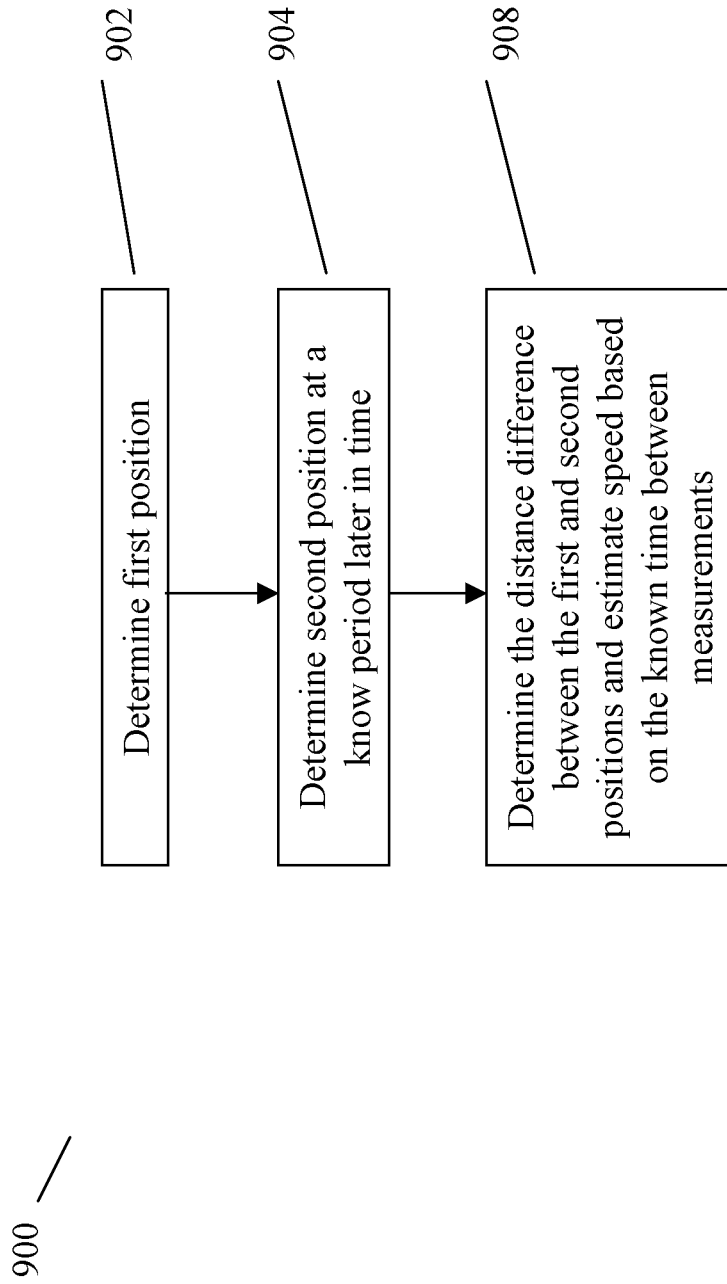 900
902
Determine first position
904
Determine second position at a
know period later in time
908
Determine the distance difference
between the first and second
positions and estimate speed based
on the known time between
measurements